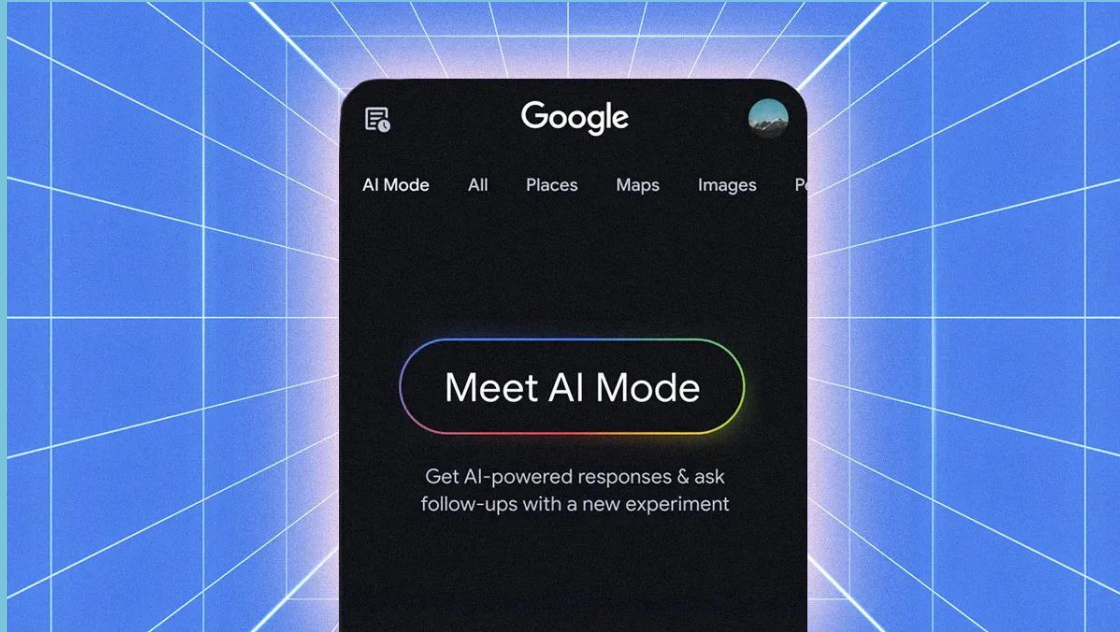 Google
AI Mode All Places Maps Images
Meet AI Mode
Get AI-powered responses & ask
follow-ups with a new experiment